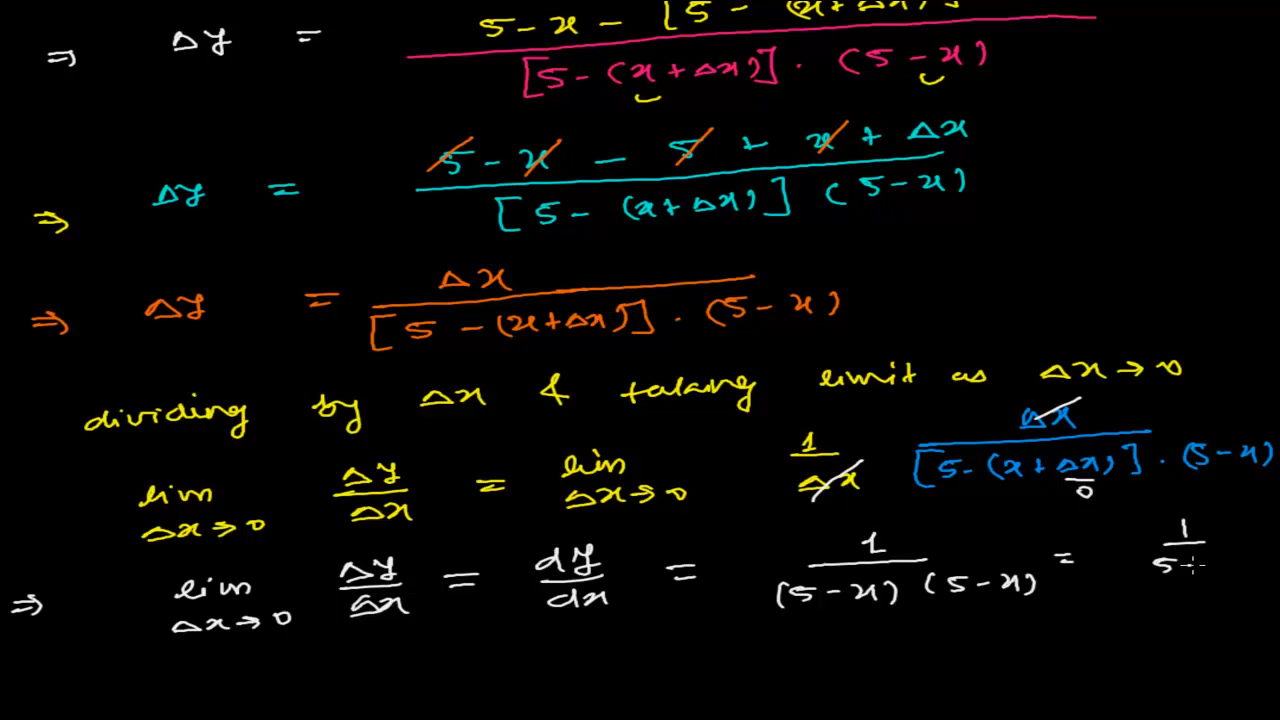 ⇒ Δy = 5-x - [5 - (x+Δx)] / [5-(x+Δx)] . (5-x)
⇒ Δy = 5 - x - 5 + x + Δx / [5 - (x+Δx)] (5-x)
⇒ Δy = Δx / [5 - (x+Δx)] . (5-x)
dividing by Δx & taking limit as Δx→0
lim Δx→0 Δy/Δx = lim Δx→0 1/Δx Δx / [5-(x+Δx)] . (5-x)
0
⇒ lim Δx→0 Δy/Δx = dy/dx = 1 / (5-x) (5-x) = 1 / 5-